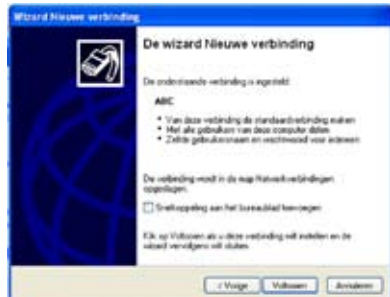 Wizard Nieuwe verbinding
De wizard Nieuwe verbinding
De onderstaande verbinding is ingesteld:
ABC
• Van deze verbinding de standaardverbinding maken
• Met alle gebruikers van deze computer delen
• Zelfde gebruikersnaam en wachtwoord voor iedereen
De verbinding wordt in de map Netwerkverbindingen
opgeslagen.
Snelkoppeling aan het bureaublad toevoegen
Klik op Voltooien als u deze verbinding wilt instellen en de
wizard vervolgens wilt sluiten.
< Vorige
Voltooien
Annuleren